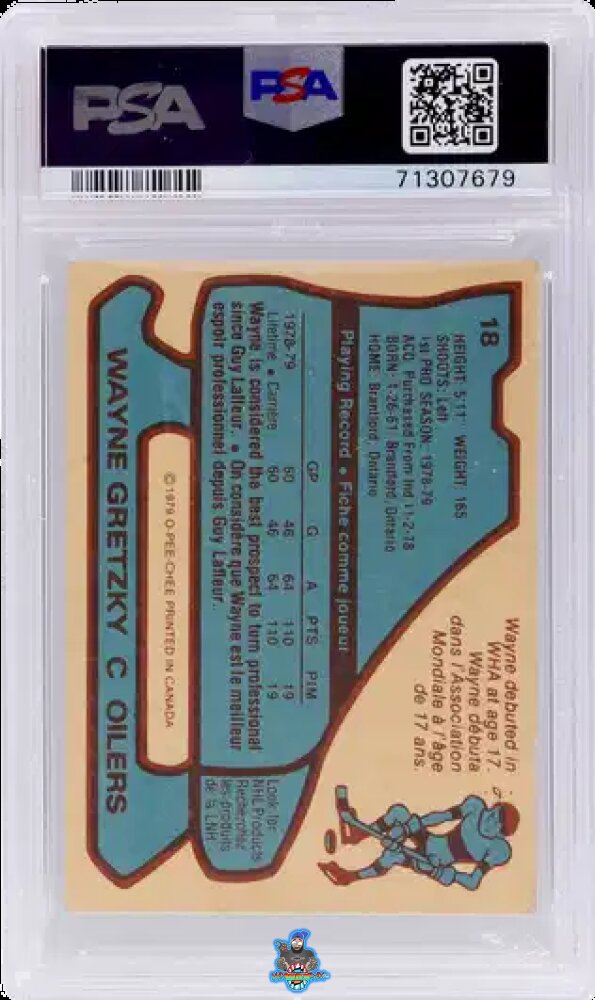 PSA
PSA
71307679
18
HEIGHT: 5'11" WEIGHT: 165
SHOOTS: Left
1st PRO SEASON: 1978-79
ACQ: Purchased From Ind 11-2-78
BORN: 1-26-61 Brantford, Ontario
HOME: Brantford, Ontario
Wayne debuted in
WHA at age 17.
Wayne débuta
dans l'Association
Mondiale à l'âge
de 17 ans.
Playing Record • Fiche comme joueur
GP G A PTS PIM
1978-79 60 46 64 110 19
Lifetime • Carrière 60 46 64 110 19
Wayne is considered the best prospect to turn professional
since Guy Lafleur. • On considère que Wayne est le meilleur
espoir professionnel depuis Guy Lafleur.
Look for
NHL Products
Recherchez
les produits
de la LNH
© 1979 O-PEE-CHEE PRINTED IN CANADA
WAYNE GRETZKY C OILERS